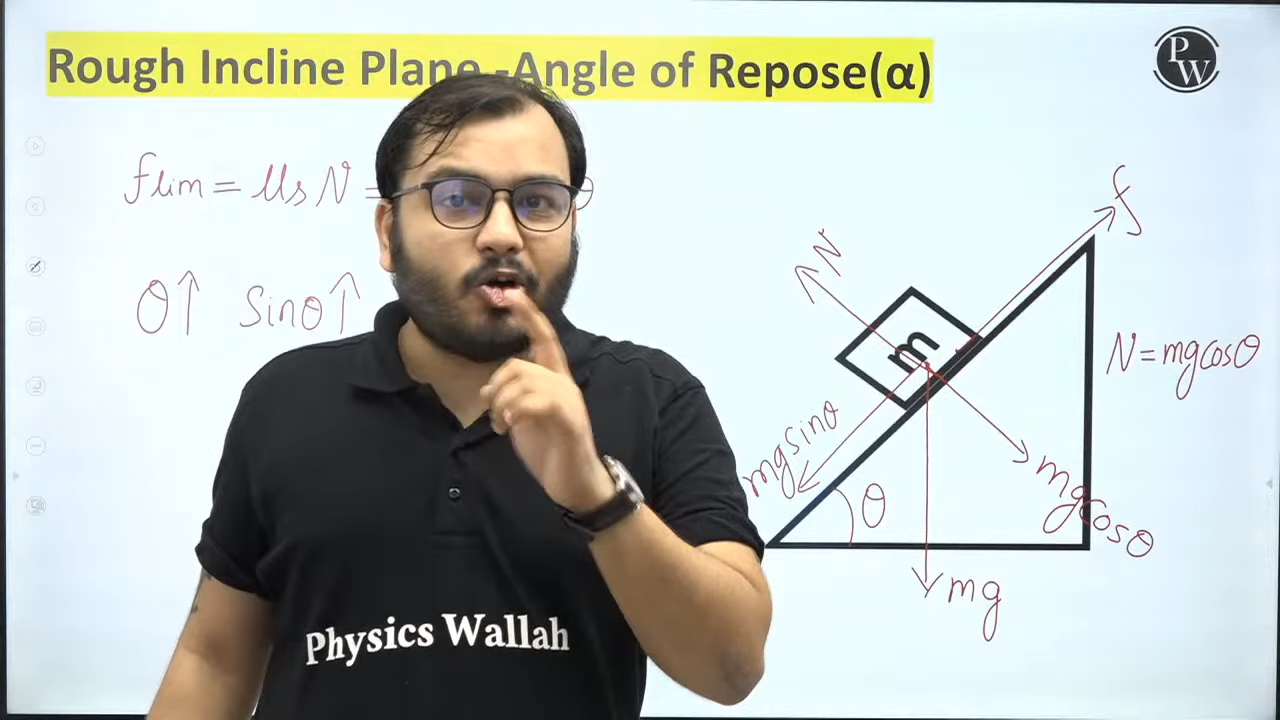 Rough Incline Plane -Angle of Repose(α)
PW
flim = μs N =
θ↑ Sinθ↑
f
N
m
N = mgcosθ
mgsinθ
θ
mgcosθ
mg
Physics Wallah